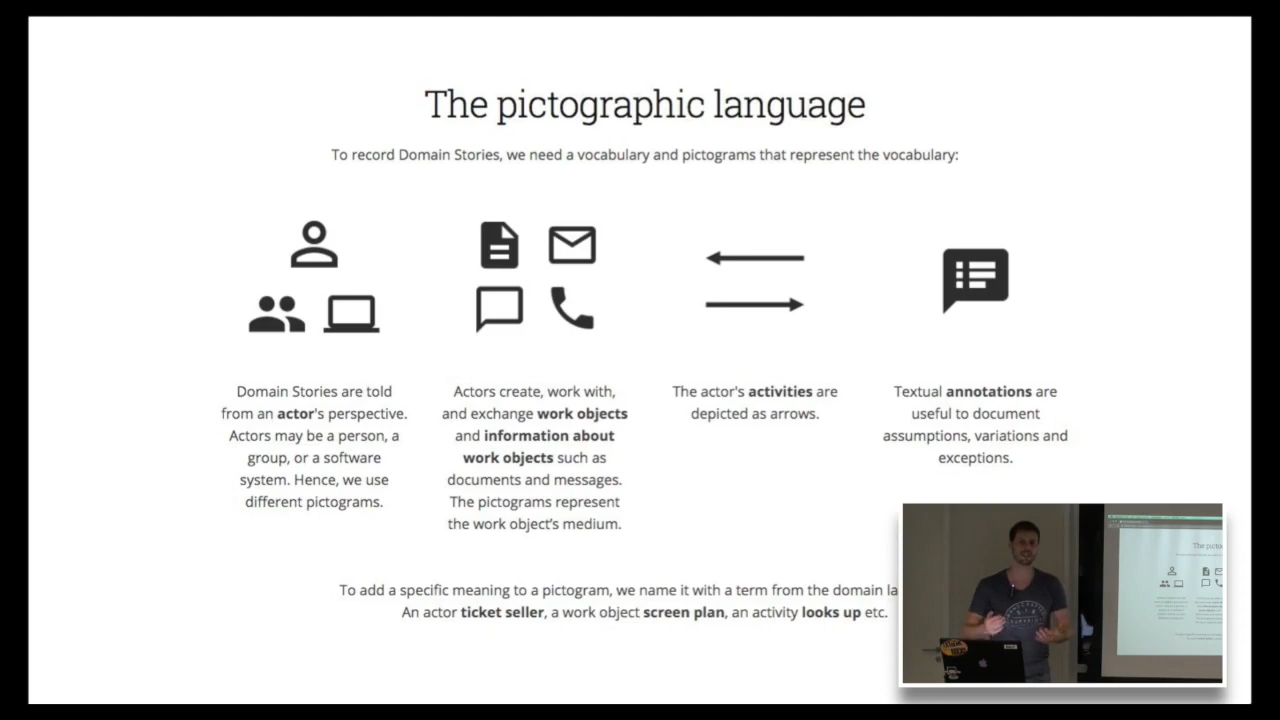 The pictographic language
To record Domain Stories, we need a vocabulary and pictograms that represent the vocabulary:
Domain Stories are told
from an actor's perspective.
Actors may be a person, a
group, or a software
system. Hence, we use
different pictograms.
Actors create, work with,
and exchange work objects
and information about
work objects such as
documents and messages.
The pictograms represent
the work object's medium.
The actor's activities are
depicted as arrows.
Textual annotations are
useful to document
assumptions, variations and
exceptions.
To add a specific meaning to a pictogram, we name it with a term from the domain la
An actor ticket seller, a work object screen plan, an activity looks up etc.
The picto